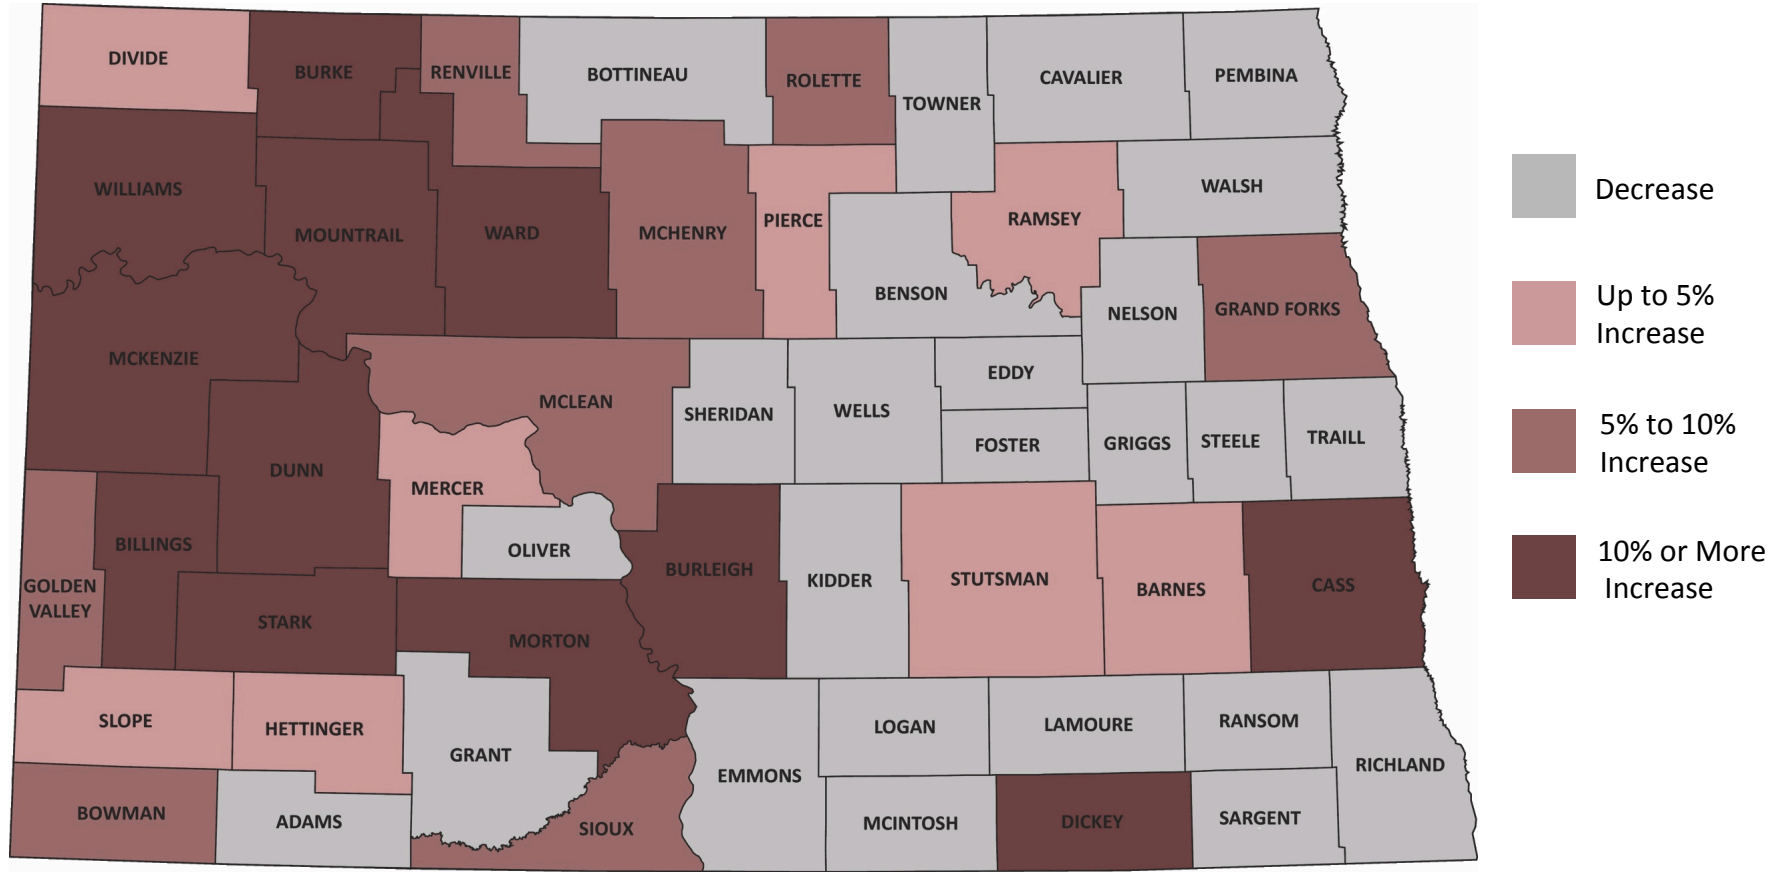 DIVIDE
BURKE
RENVILLE
BOTTINEAU
ROLETTE
TOWNER
CAVALIER
PEMBINA
WILLIAMS
MOUNTRAIL
WARD
MCHENRY
PIERCE
BENSON
RAMSEY
WALSH
NELSON
GRAND FORKS
MCKENZIE
DUNN
MCLEAN
MERCER
OLIVER
SHERIDAN
WELLS
EDDY
FOSTER
GRIGGS
STEELE
TRAILL
GOLDEN
VALLEY
BILLINGS
STARK
MORTON
BURLEIGH
KIDDER
STUTSMAN
BARNES
CASS
SLOPE
HETTINGER
GRANT
BOWMAN
ADAMS
SIOUX
EMMONS
LOGAN
MCINTOSH
LAMOURE
DICKEY
RANSOM
SARGENT
RICHLAND
Decrease
Up to 5%
Increase
5% to 10%
Increase
10% or More
Increase